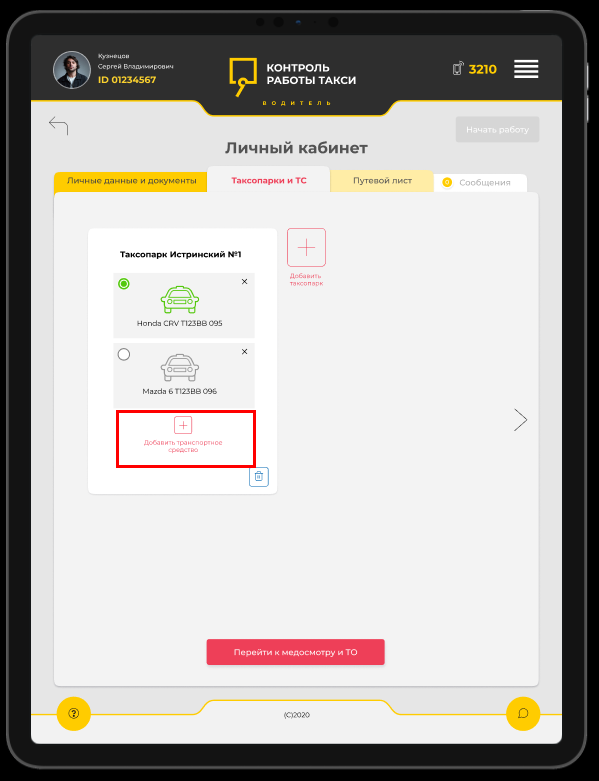 Кузнецов
Сергей Владимирович
ID 01234567
КОНТРОЛЬ
РАБОТЫ ТАКСИ
ВОДИТЕЛЬ
3210
Начать работу
Личный кабинет
Личные данные и документы
Таксопарки и ТС
Путевой лист
0 Сообщения
Таксопарк Истринский №1
Honda CRV Т123ВВ 095
Mazda 6 Т123ВВ 096
Добавить транспортное
средство
Добавить
таксопарк
Перейти к медосмотру и ТО
?
(С)2020